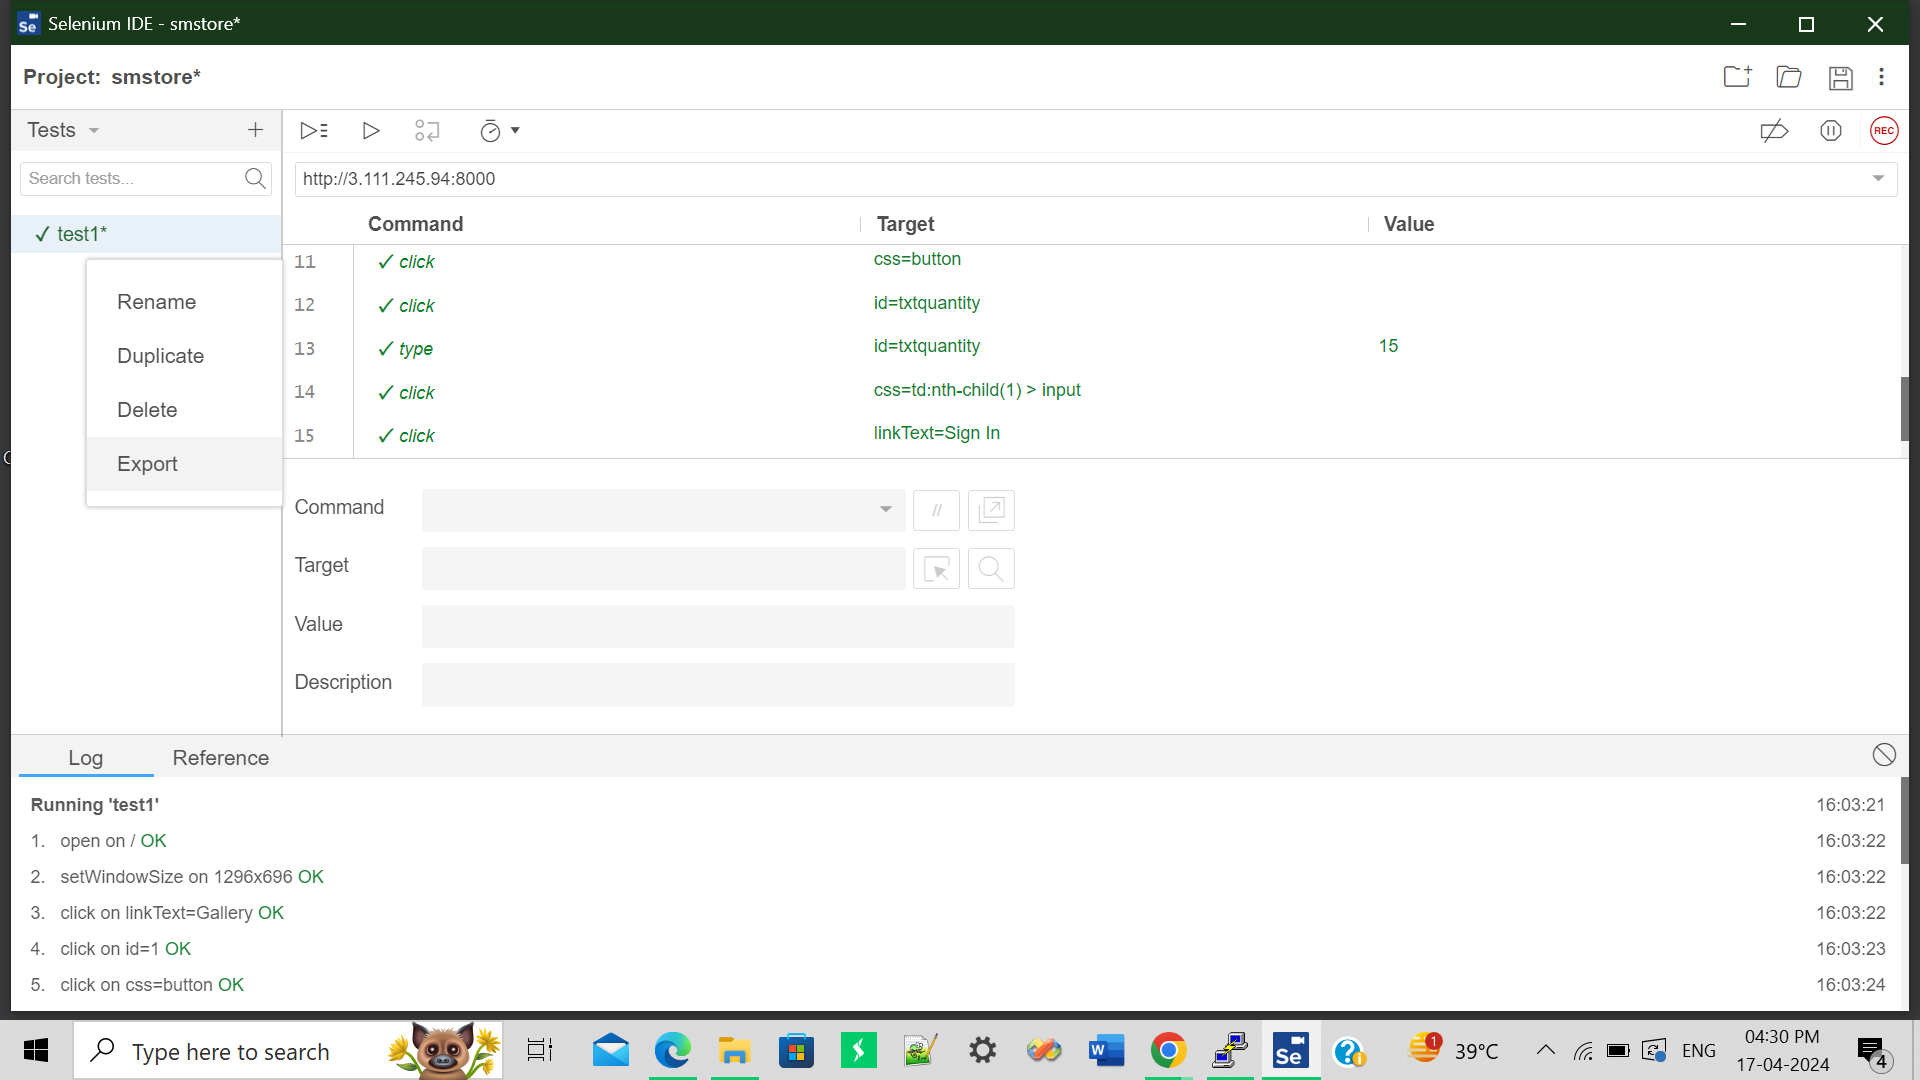 Selenium IDE - smstore*
Project: smstore*
Tests
Search tests...
http://3.111.245.94:8000
✓ test1*
Rename
Duplicate
Delete
Export
Command Target Value
11 ✓ click css=button
12 ✓ click id=txtquantity
13 ✓ type id=txtquantity 15
14 ✓ click css=td:nth-child(1) > input
15 ✓ click linkText=Sign In
Command //
Target
Value
Description
REC
Log Reference
Running 'test1' 16:03:21
1. open on / OK 16:03:22
2. setWindowSize on 1296x696 OK 16:03:22
3. click on linkText=Gallery OK 16:03:22
4. click on id=1 OK 16:03:23
5. click on css=button OK 16:03:24
Type here to search
Se
W
1
39°C
ENG
04:30 PM
17-04-2024
4